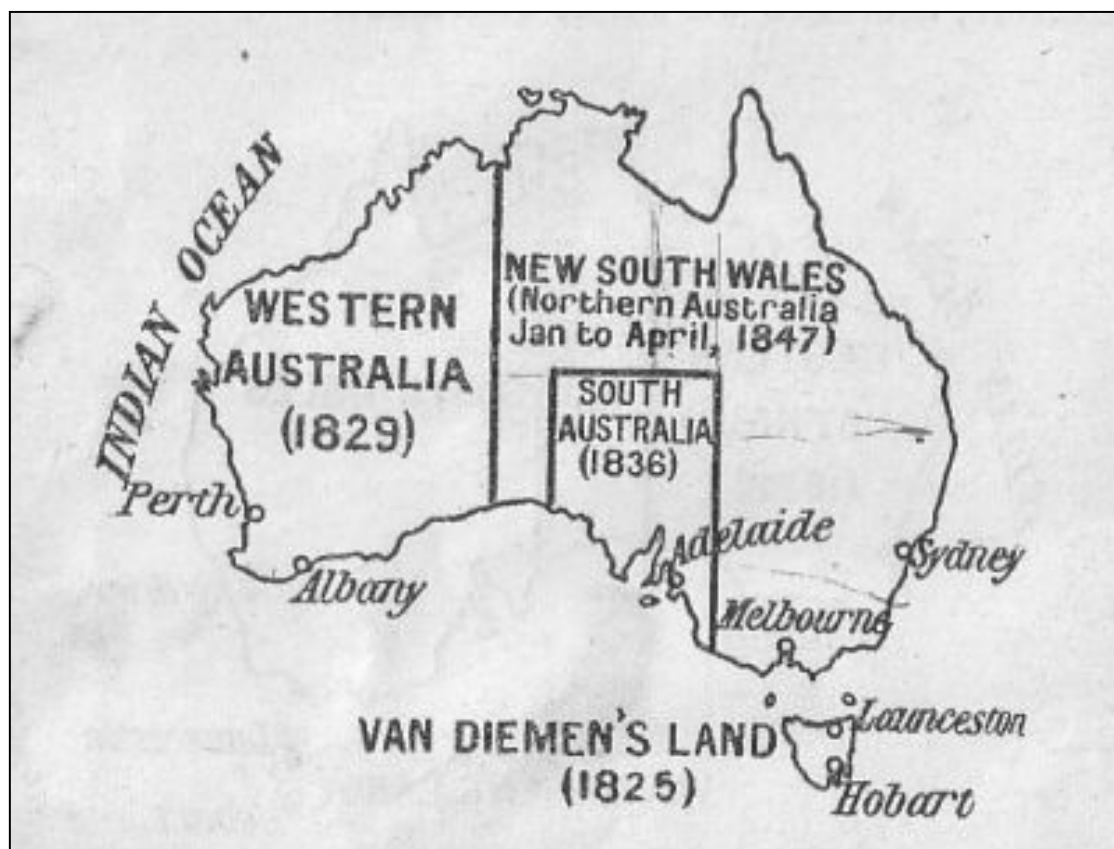 INDIAN OCEAN
WESTERN
AUSTRALIA
(1829)
NEW SOUTH WALES
(Northern Australia
Jan to April, 1847)
SOUTH
AUSTRALIA
(1836)
Perth
Albany
Adelaide
Sydney
Melbourne
VAN DIEMEN'S LAND
(1825)
Launceston
Hobart